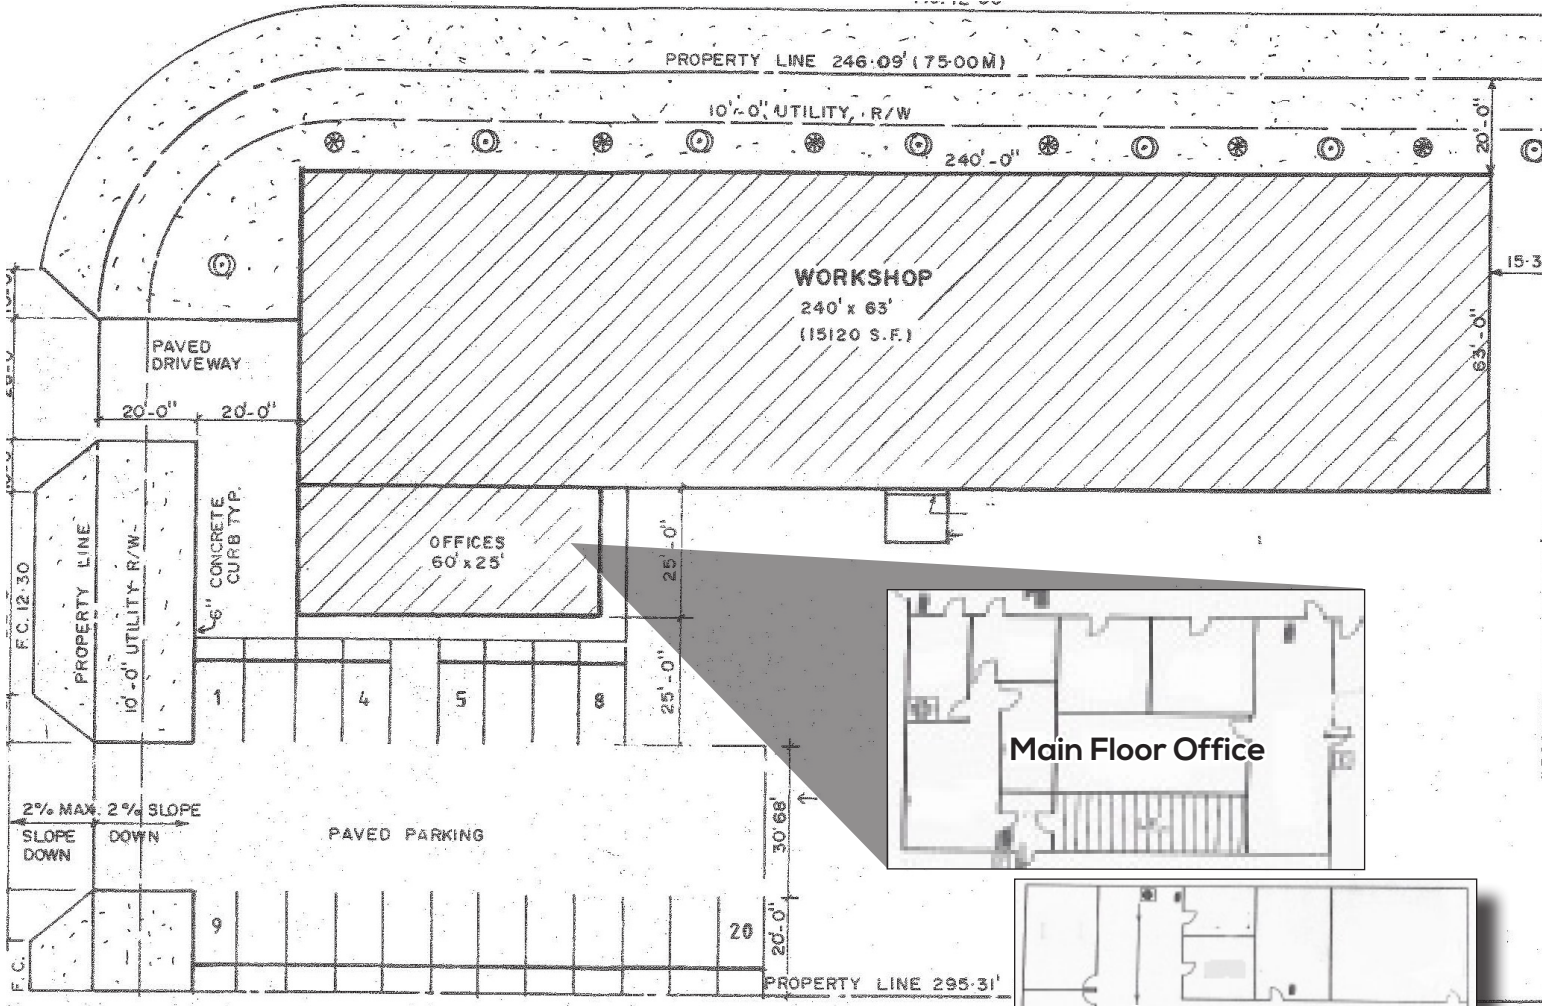 PROPERTY LINE 246.09' (75.00M)
10'-0" UTILITY R/W
240'-0"
20'-0"
WORKSHOP
240' x 63'
(15120 S.F.)
15.3
63'-0"
PAVED
DRIVEWAY
20'-0"
20'-0"
6" CONCRETE
CURB TYP.
PROPERTY LINE
10'-0" UTILITY R/W
F.C. 12.30
OFFICES
60' x 25'
25'-0"
25'-0"
1
4
5
8
Main Floor Office
2% MAX.
SLOPE
DOWN
2% SLOPE
DOWN
PAVED PARKING
30.68'
9
20
20'-0"
F.C.
PROPERTY LINE 295.31'